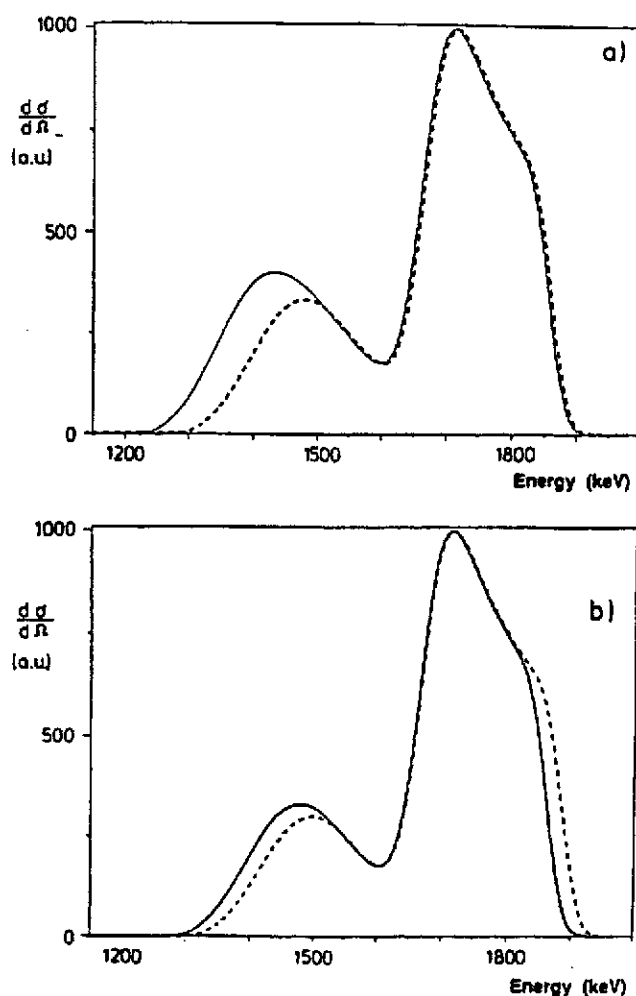 1000
a)
dσ
dΩ
(a.u)
500
0
1200 1500 1800
Energy (keV)
1000
b)
dσ
dΩ
(a.u)
500
0
1200 1500 1800
Energy (keV)